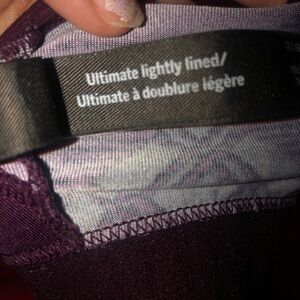 Ultimate lightly lined/
Ultimate à doublure légère